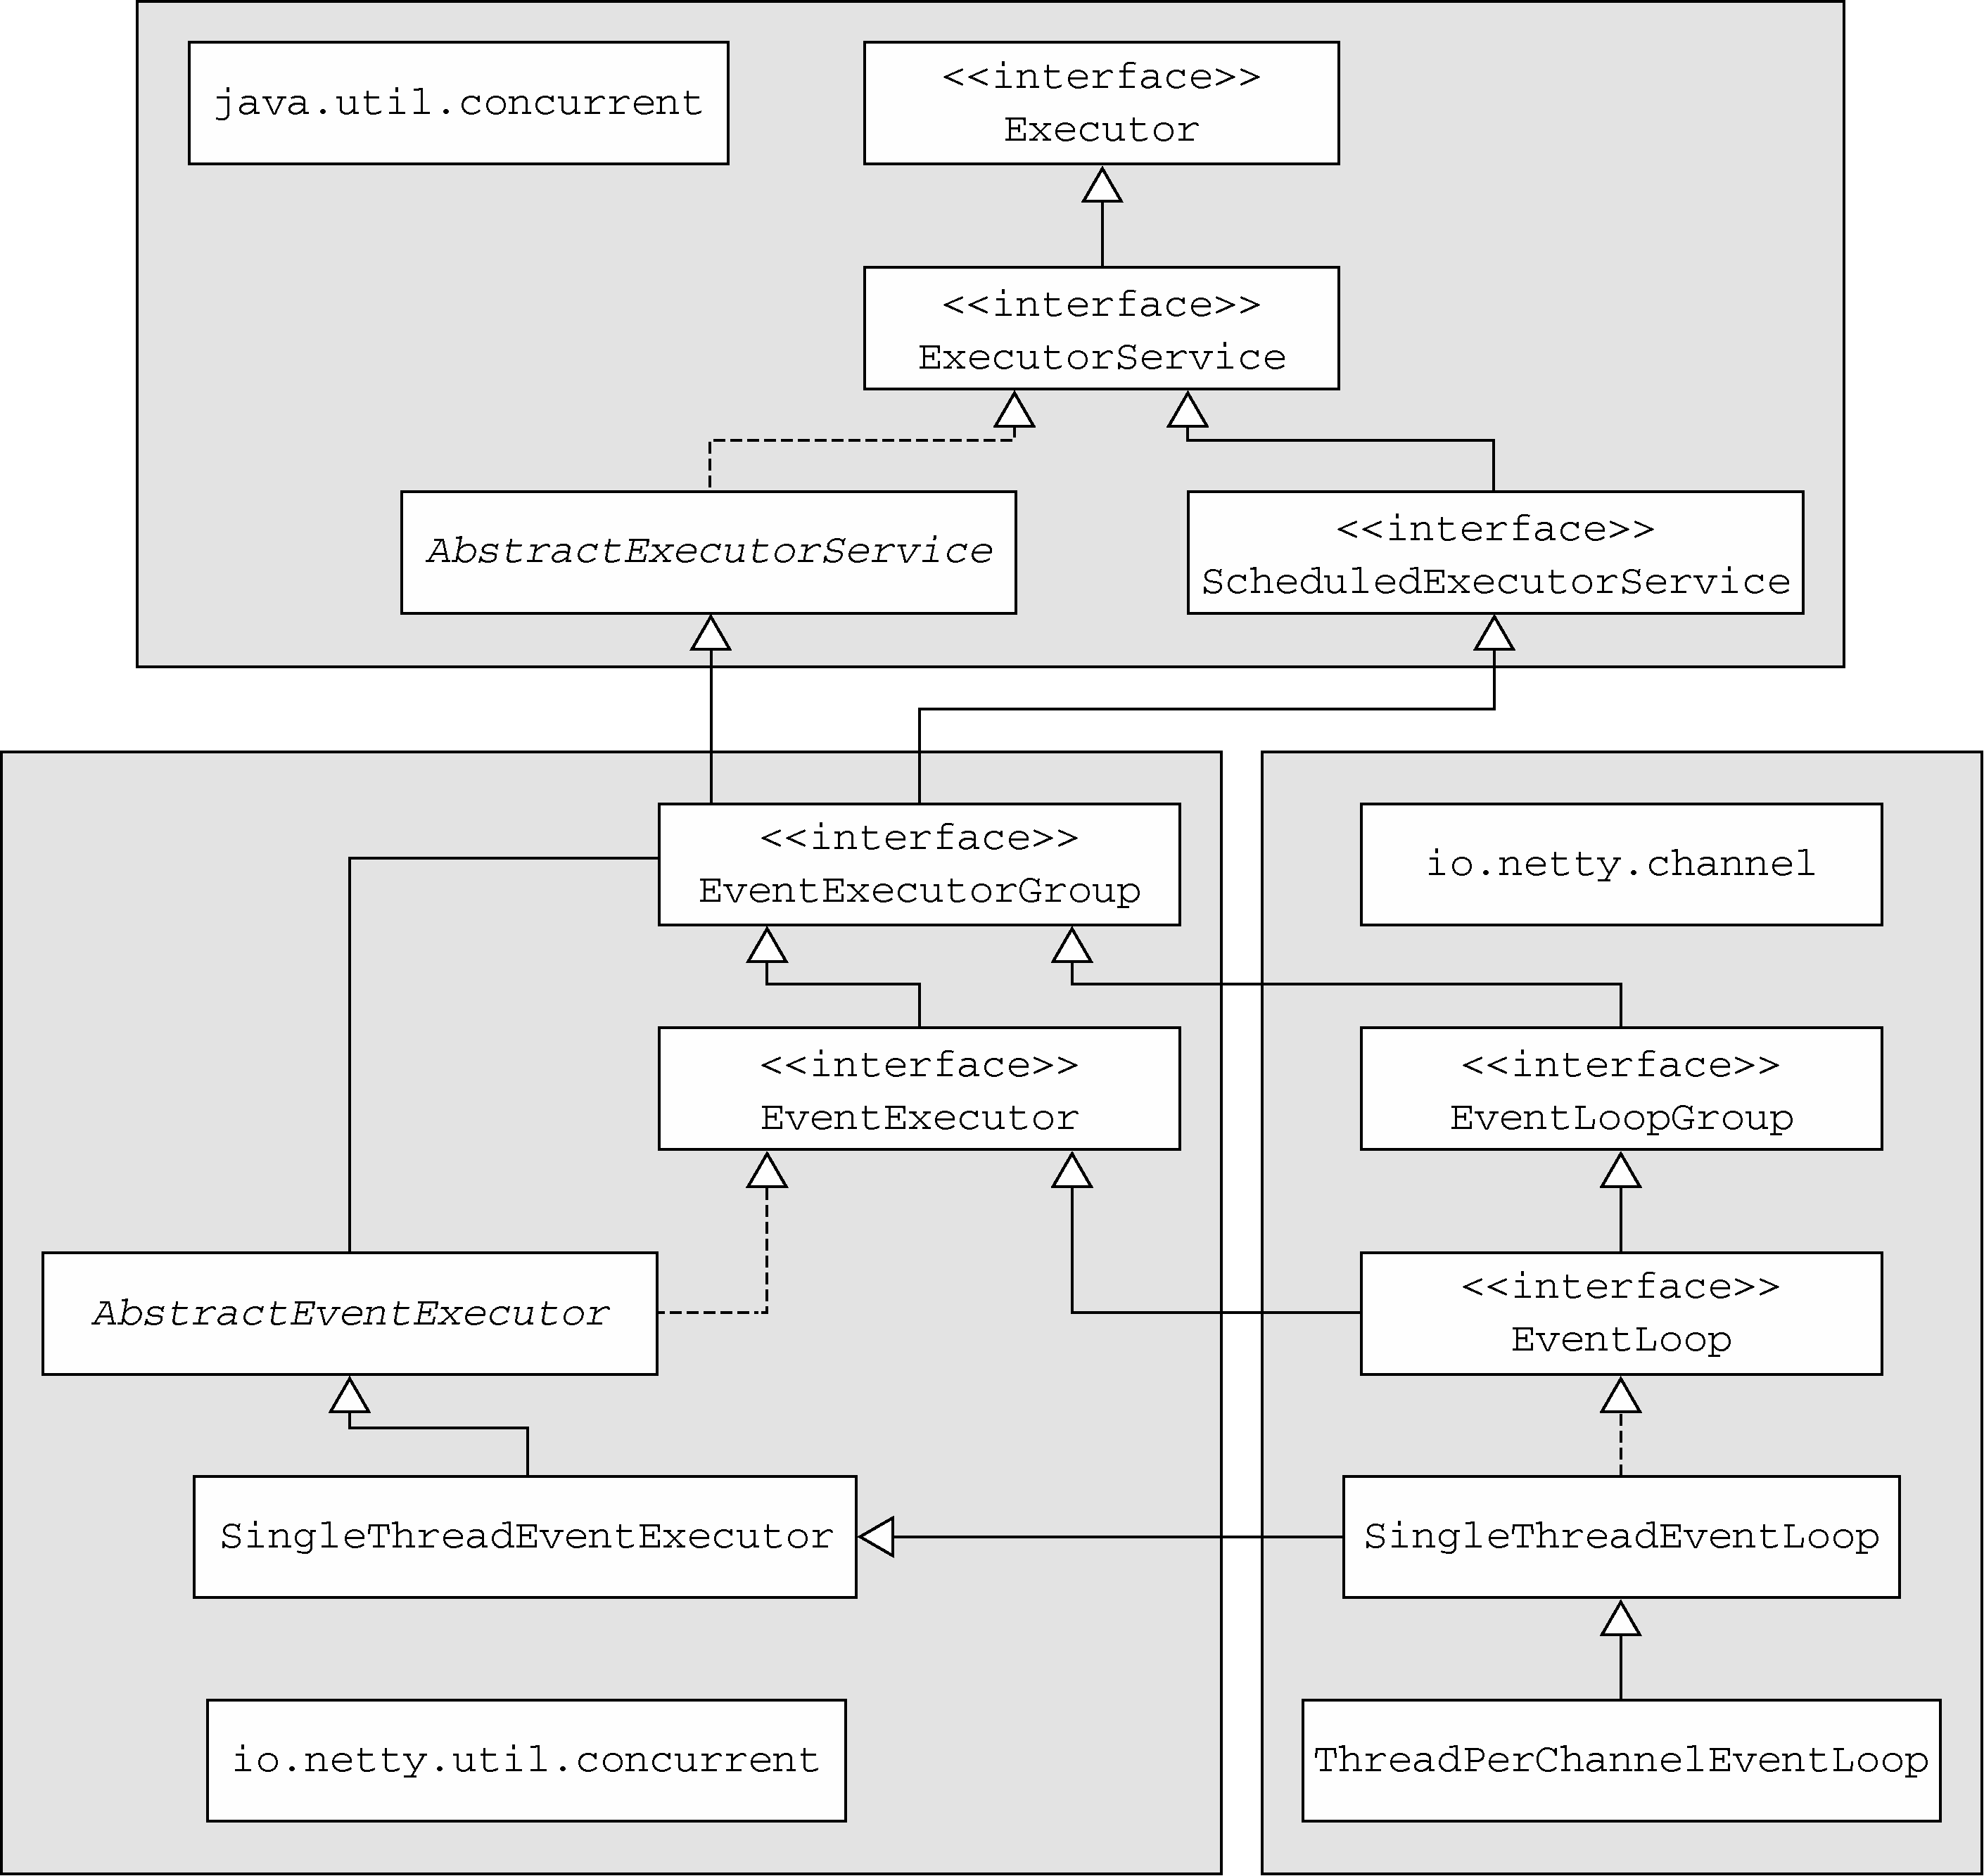 java.util.concurrent
<<interface>>
Executor
<<interface>>
ExecutorService
AbstractExecutorService
<<interface>>
ScheduledExecutorService
<<interface>>
EventExecutorGroup
io.netty.channel
<<interface>>
EventExecutor
<<interface>>
EventLoopGroup
AbstractEventExecutor
<<interface>>
EventLoop
SingleThreadEventExecutor
SingleThreadEventLoop
io.netty.util.concurrent
ThreadPerChannelEventLoop